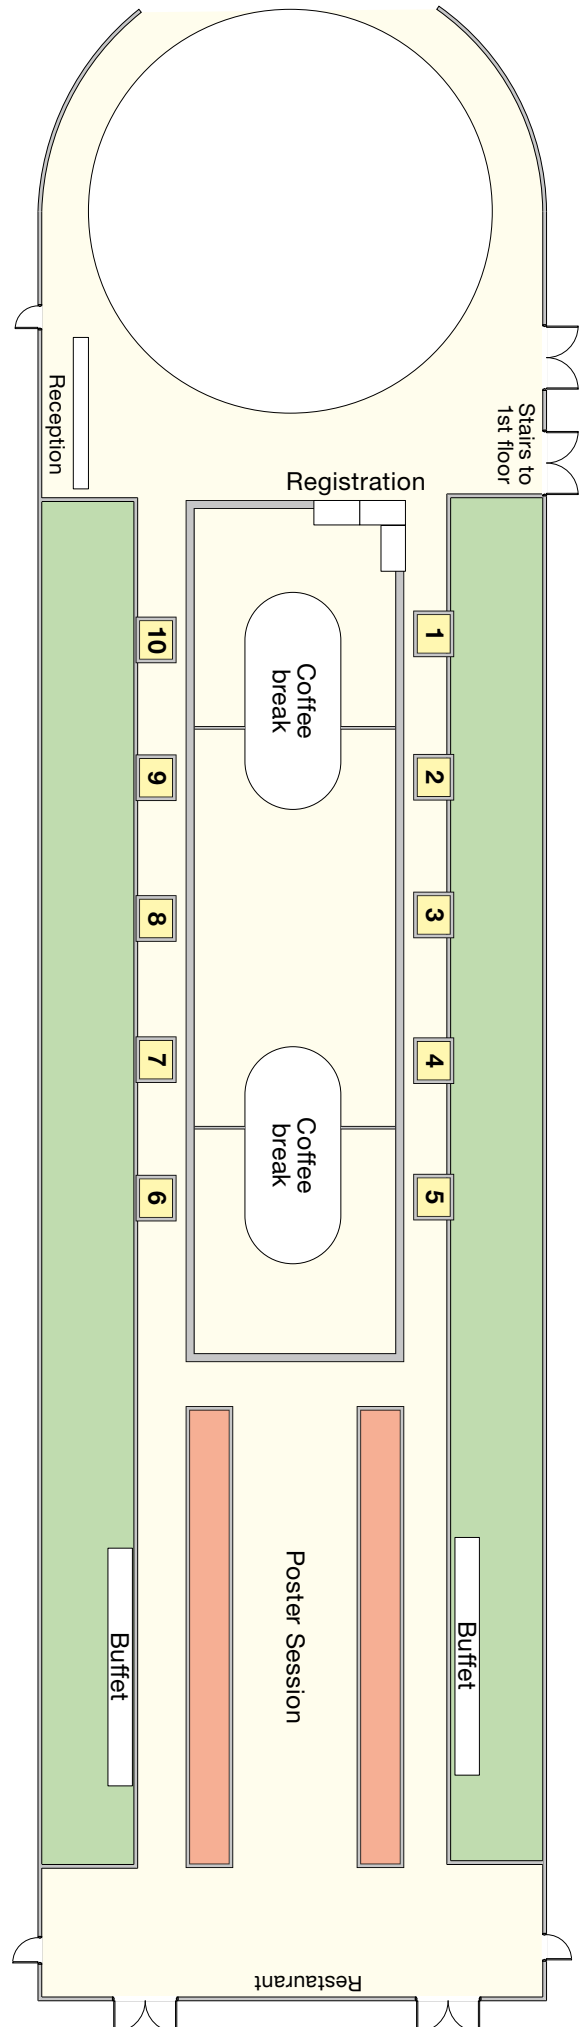 Reception
Stairs to
1st floor
Registration
10
1
Coffee
break
9
2
8
3
7
4
Coffee
break
6
5
Poster Session
Buffet
Buffet
Restaurant